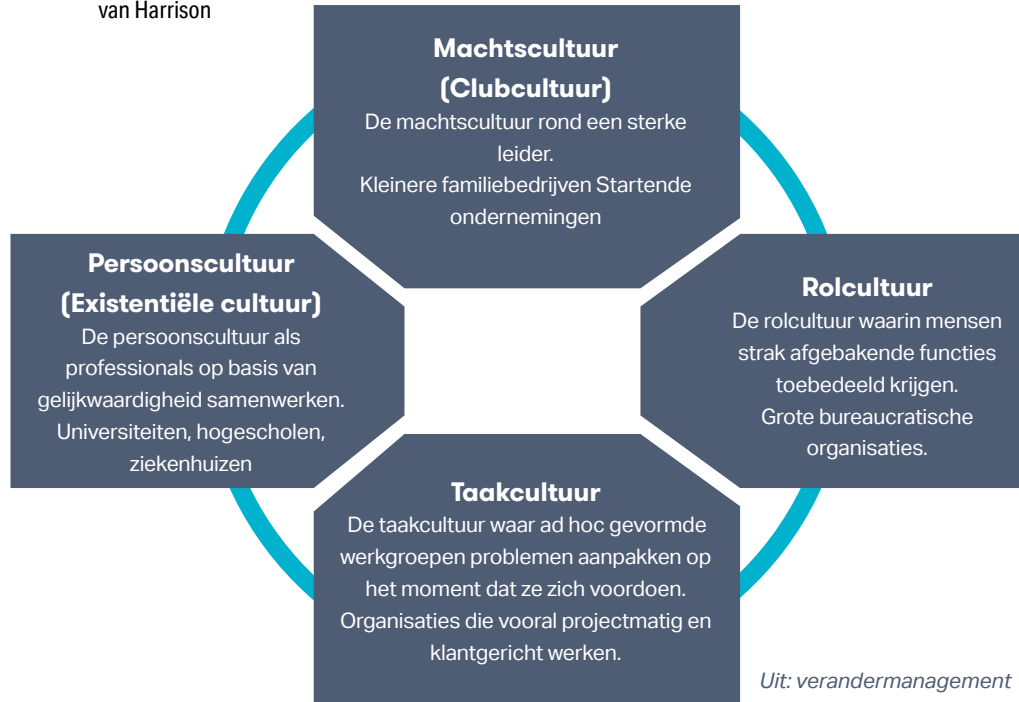 van Harrison
Machtscultuur
(Clubcultuur)
De machtscultuur rond een sterke
leider.
Kleinere familiebedrijven Startende
ondernemingen
Persoonscultuur
(Existentiële cultuur)
De persoonscultuur als
professionals op basis van
gelijkwaardigheid samenwerken.
Universiteiten, hogescholen,
ziekenhuizen
Rolcultuur
De rolcultuur waarin mensen
strak afgebakende functies
toebedeeld krijgen.
Grote bureaucratische
organisaties.
Taakcultuur
De taakcultuur waar ad hoc gevormde
werkgroepen problemen aanpakken op
het moment dat ze zich voordoen.
Organisaties die vooral projectmatig en
klantgericht werken.
Uit: verandermanagement